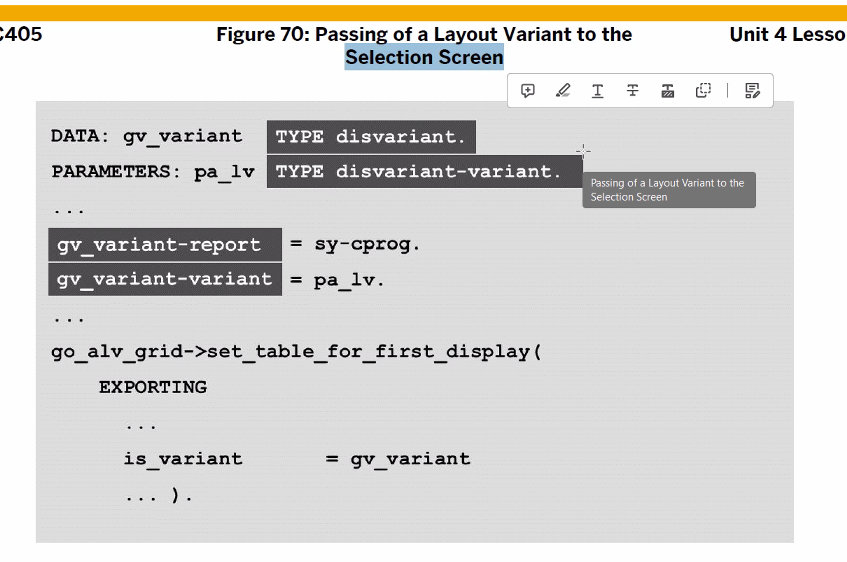 C405
Figure 70: Passing of a Layout Variant to the
Selection Screen
Unit 4 Lesso
DATA: gv_variant TYPE disvariant.
PARAMETERS: pa_lv TYPE disvariant-variant.
...
Passing of a Layout Variant to the
Selection Screen
gv_variant-report = sy-cprog.
gv_variant-variant = pa_lv.
...
go_alv_grid->set_table_for_first_display(
EXPORTING
...
is_variant = gv_variant
... ).